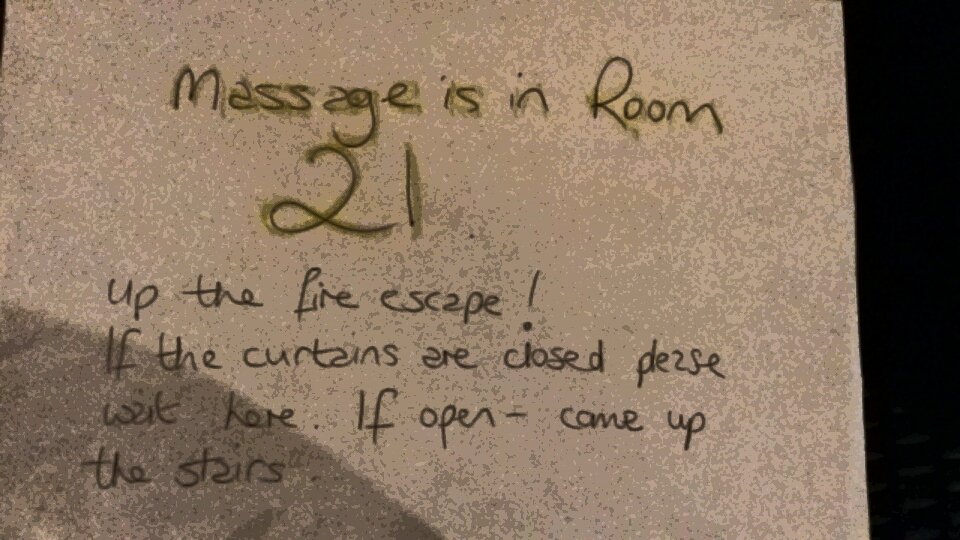 Massage is in Room
21
up the fire escape!
If the curtains are closed please
wait here. If open - come up
the stairs